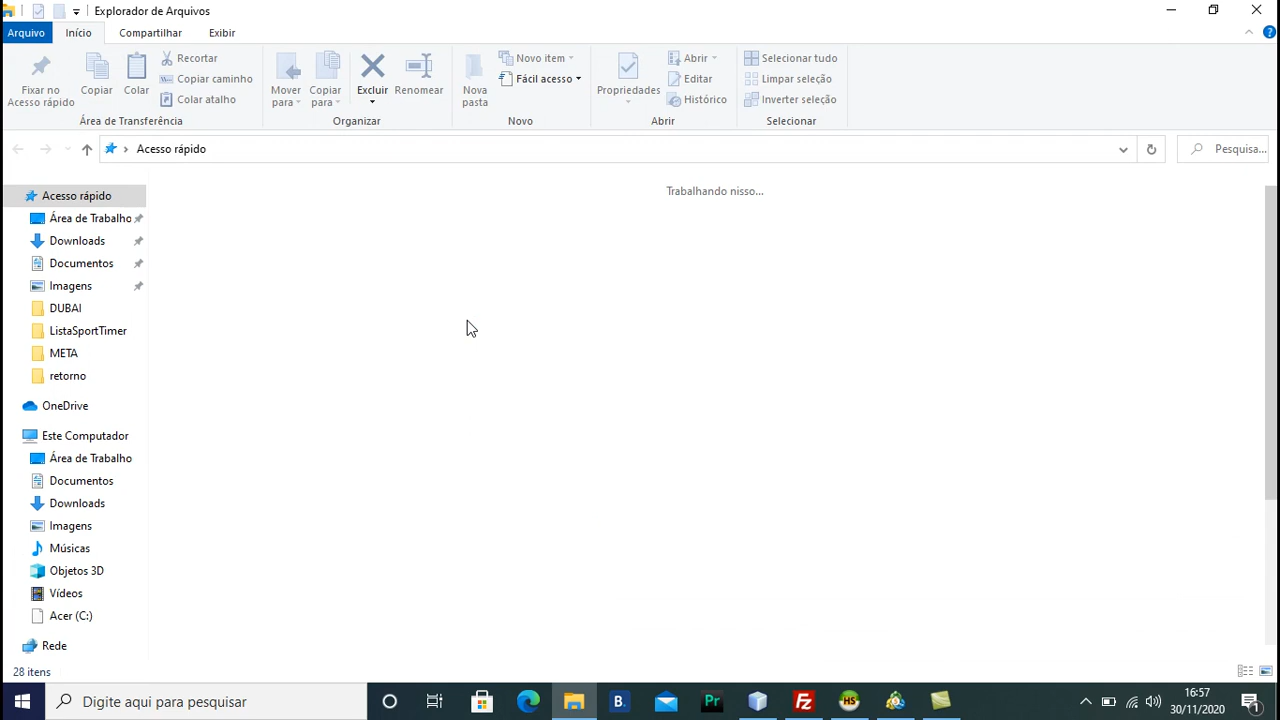 Explorador de Arquivos
Arquivo Início Compartilhar Exibir
Fixar no Acesso rápido
Copiar
Colar
Recortar
Copiar caminho
Colar atalho
Área de Transferência
Mover para
Copiar para
Excluir
Renomear
Organizar
Nova pasta
Novo item
Fácil acesso
Novo
Propriedades
Abrir
Editar
Histórico
Abrir
Selecionar tudo
Limpar seleção
Inverter seleção
Selecionar
Acesso rápido
Pesquisa...
Trabalhando nisso...
Acesso rápido
Área de Trabalho
Downloads
Documentos
Imagens
DUBAI
ListaSportTimer
META
retorno
OneDrive
Este Computador
Área de Trabalho
Documentos
Downloads
Imagens
Músicas
Objetos 3D
Vídeos
Acer (C:)
Rede
28 itens
Digite aqui para pesquisar
B.
Pr
Fz
HS
16:57
30/11/2020
1